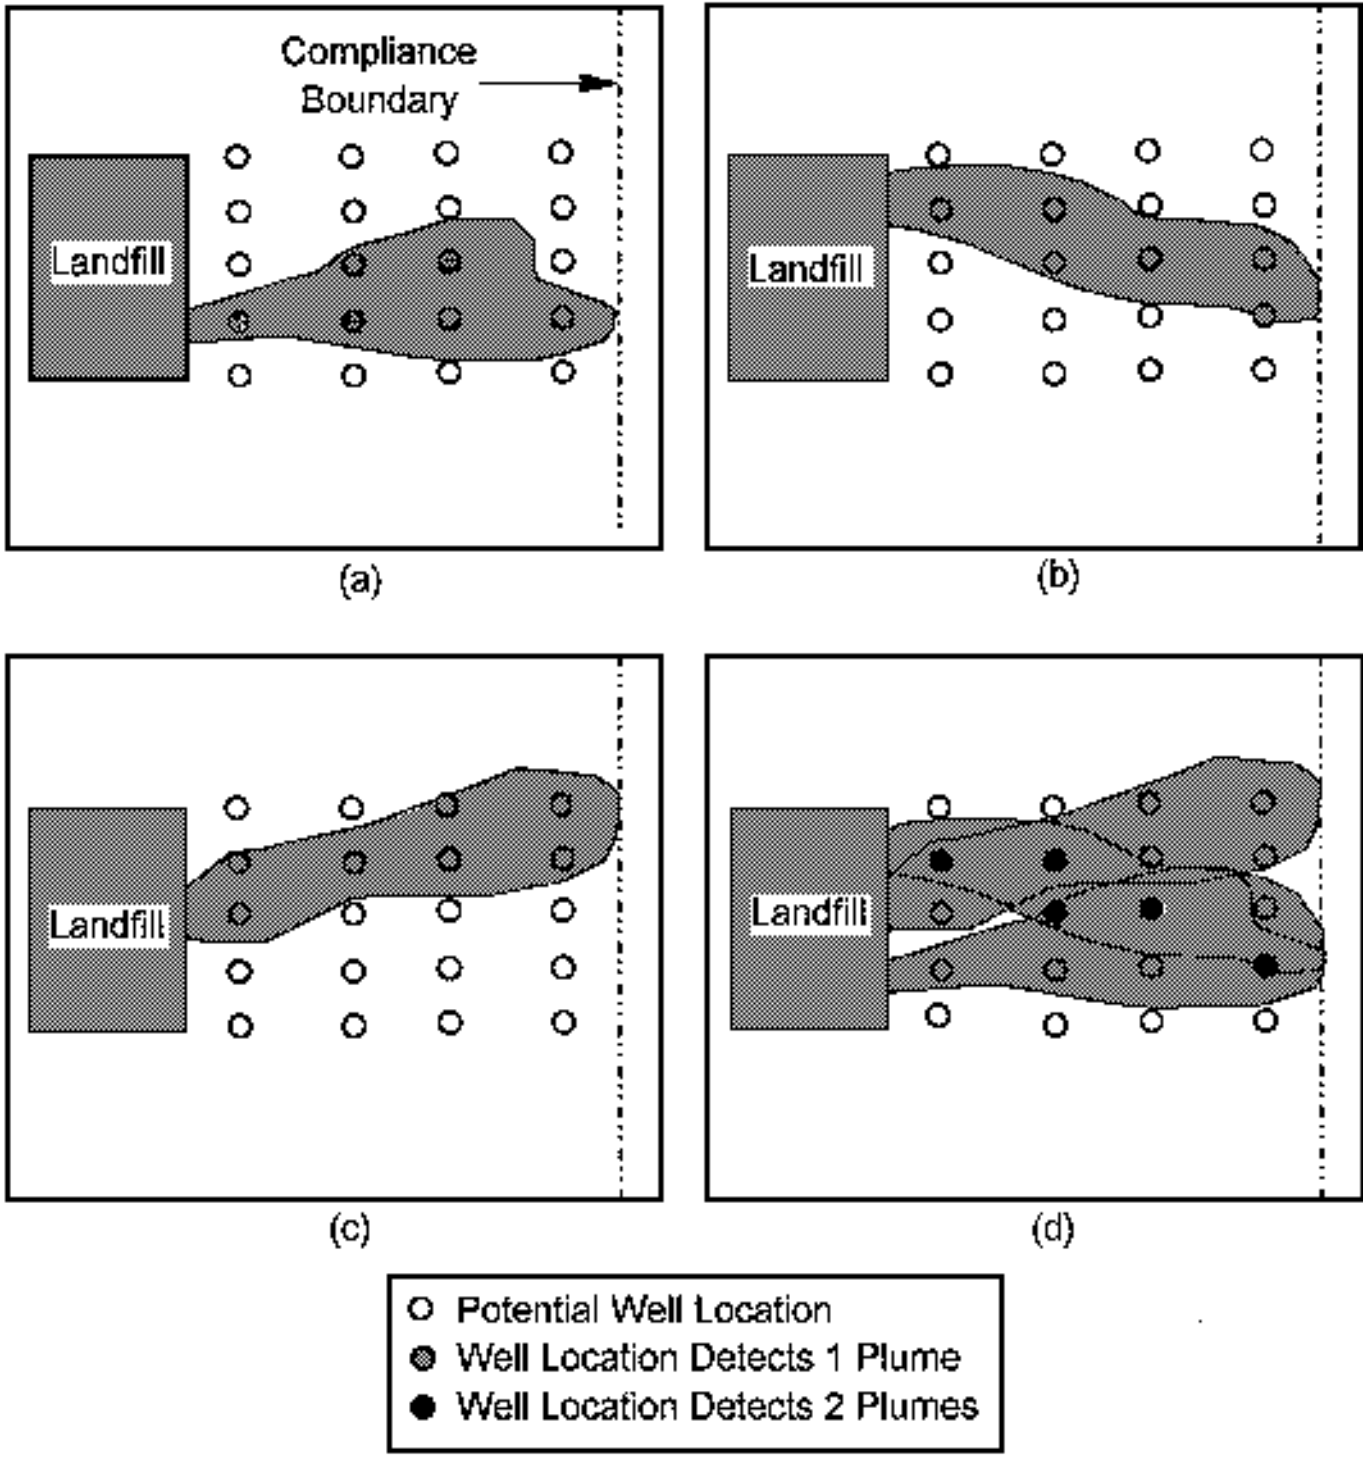 Compliance
Boundary
Landfill
Landfill
(a)
(b)
Landfill
Landfill
(c)
(d)
Potential Well Location
Well Location Detects 1 Plume
Well Location Detects 2 Plumes